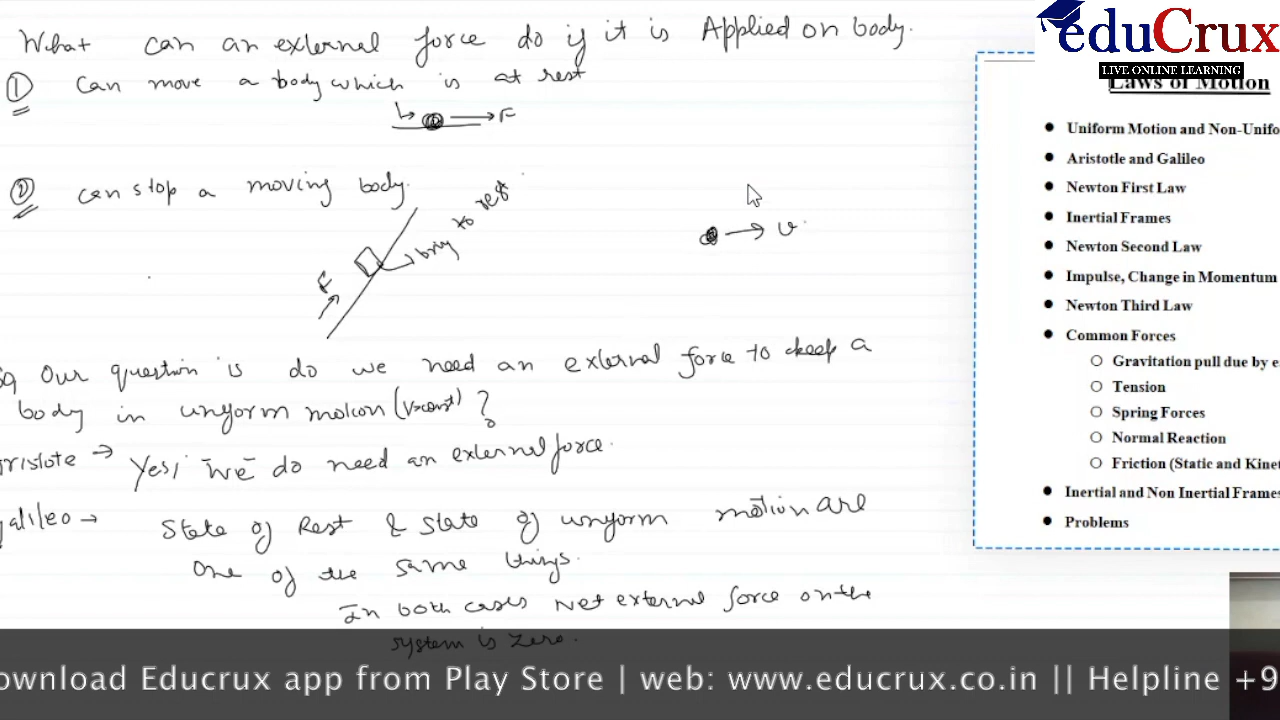 What can an external force do if it is Applied on body.
① Can move a body which is at rest
F
② can stop a moving body.
F
bring to rest
v
Our question is do we need an external force to keep a
body in uniform motion (v=const) ?
ristote → Yes, we do need an external force.
galileo → State of Rest & state of uniform motion are
one of the same things.
In both cases Net external force on the
system is zero.
eduCrux
LIVE ONLINE LEARNING
Laws of Motion
Uniform Motion and Non-Unifo
Aristotle and Galileo
Newton First Law
Inertial Frames
Newton Second Law
Impulse, Change in Momentum
Newton Third Law
Common Forces
Gravitation pull due by e
Tension
Spring Forces
Normal Reaction
Friction (Static and Kinet
Inertial and Non Inertial Frames
Problems
ownload Educrux app from Play Store | web: www.educrux.co.in || Helpline +9